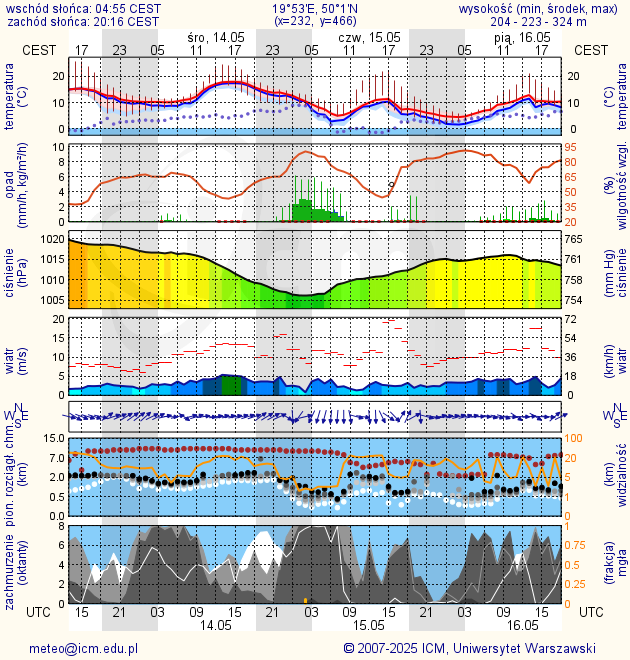 wschód słońca: 04:55 CEST 19°53'E, 50°1'N wysokość (min, środek, max)
zachód słońca: 20:16 CEST (x=232, y=466) 204 - 223 - 324 m
śro, 14.05 czw, 15.05 pią, 16.05
CEST 17 23 05 11 17 23 05 11 17 23 05 11 17 CEST
temperatura (°C) 20 10 0 20 10 0 temperatura (°C)
opad (mm/h, kg/m²/h) 10 8 6 4 2 0 95 80 65 50 35 20 (%) wilgotność wzgl.
ciśnienie (hPa) 1020 1015 1010 1005 765 761 758 754 (mm Hg) ciśnienie
wiatr (m/s) 20 15 10 5 0 72 54 36 18 0 (km/h) wiatr
N W E S N W E S
pion. rozciągł. chm. (km) 15.0 7.0 2.0 0.5 0.0 100 20 5 1 0 (km) widzialność
zachmurzenie (oktanty) 8 6 4 2 0 1 0.75 0.5 0.25 0 (frakcja) mgła
UTC 15 21 03 09 15 21 03 09 15 21 03 09 15 UTC
14.05 15.05 16.05
meteo@icm.edu.pl © 2007-2025 ICM, Uniwersytet Warszawski